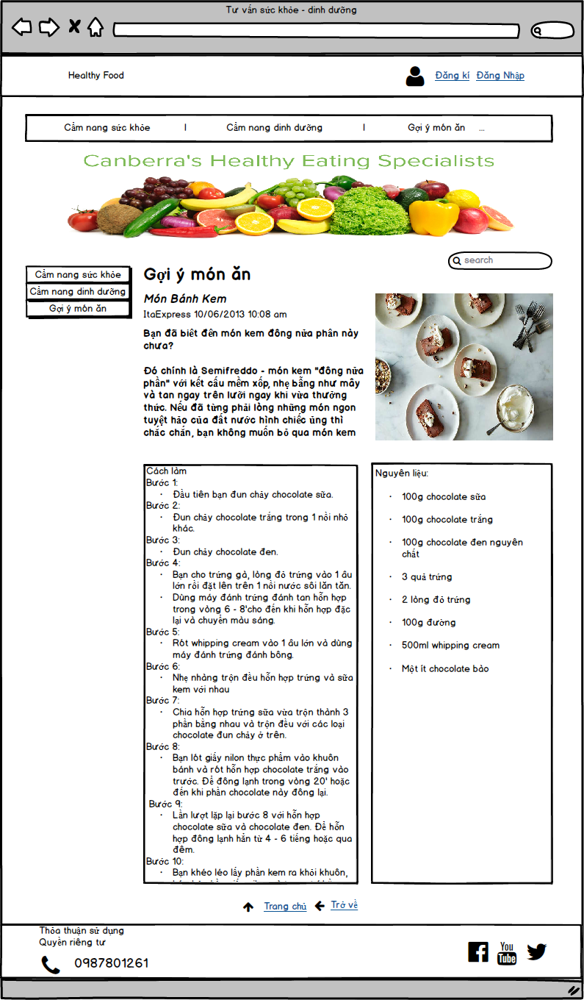 Tư vấn sức khỏe - dinh dưỡng
Healthy Food
Đăng kí Đăng Nhập
Cẩm nang sức khỏe | Cẩm nang dinh dưỡng | Gợi ý món ăn ...
Canberra's Healthy Eating Specialists
search
Cẩm nang sức khỏe
Cẩm nang dinh dưỡng
Gợi ý món ăn
Gợi ý món ăn
Món Bánh Kem
ItaExpress 10/06/2013 10:08 am
Bạn đã biết đến món kem đông nửa phần này
chưa?
Đó chính là Semifreddo - món kem "đông nửa
phần" với kết cấu mềm xốp, nhẹ bẫng như mây
và tan ngay trên lưỡi ngay khi vừa thưởng
thức. Nếu đã từng phải lòng những món ngon
tuyệt hảo của đất nước hình chiếc ủng thì
chắc chắn, bạn không muốn bỏ qua món kem
Cách làm
Bước 1:
· Đầu tiên bạn đun chảy chocolate sữa.
Bước 2:
· Đun chảy chocolate trắng trong 1 nồi nhỏ
khác.
Bước 3:
· Đun chảy chocolate đen.
Bước 4:
· Bạn cho trứng gà, lòng đỏ trứng vào 1 âu
lớn rồi đặt lên trên 1 nồi nước sôi lăn tăn.
· Dùng máy đánh trứng đánh tan hỗn hợp
trong vòng 6 - 8'cho đến khi hỗn hợp đặc
lại và chuyển màu sáng.
Bước 5:
· Rót whipping cream vào 1 âu lớn và dùng
máy đánh trứng đánh bông.
Bước 6:
· Nhẹ nhàng trộn đều hỗn hợp trứng và sữa
kem với nhau
Bước 7:
· Chia hỗn hợp trứng sữa vừa trộn thành 3
phần bằng nhau và trộn đều với các loại
chocolate đun chảy ở trên.
Bước 8:
· Bạn lót giấy nilon thực phẩm vào khuôn
bánh và rót hỗn hợp chocolate trắng vào
trước. Để đông lạnh trong vòng 20' hoặc
đến khi phần chocolate này đông lại.
Bước 9:
· Lần lượt lặp lại bước 8 với hỗn hợp
chocolate sữa và chocolate đen. Để hỗn
hợp đông lạnh hẳn từ 4 - 6 tiếng hoặc qua
đêm.
Bước 10:
· Bạn khéo léo lấy phần kem ra khỏi khuôn,
Nguyên liệu:
· 100g chocolate sữa
· 100g chocolate trắng
· 100g chocolate đen nguyên
chất
· 3 quả trứng
· 2 lòng đỏ trứng
· 100g đường
· 500ml whipping cream
· Một ít chocolate bào
Trang chủ Trở về
Thỏa thuận sử dụng
Quyền riêng tư
0987801261
You
Tube